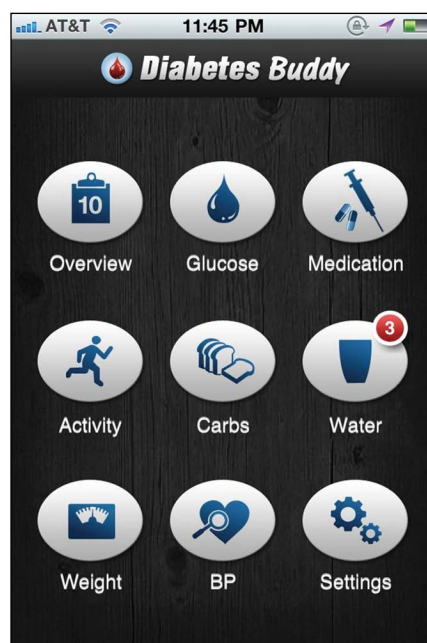 AT&T 11:45 PM
Diabetes Buddy
10
Overview Glucose Medication
3
Activity Carbs Water
Weight BP Settings